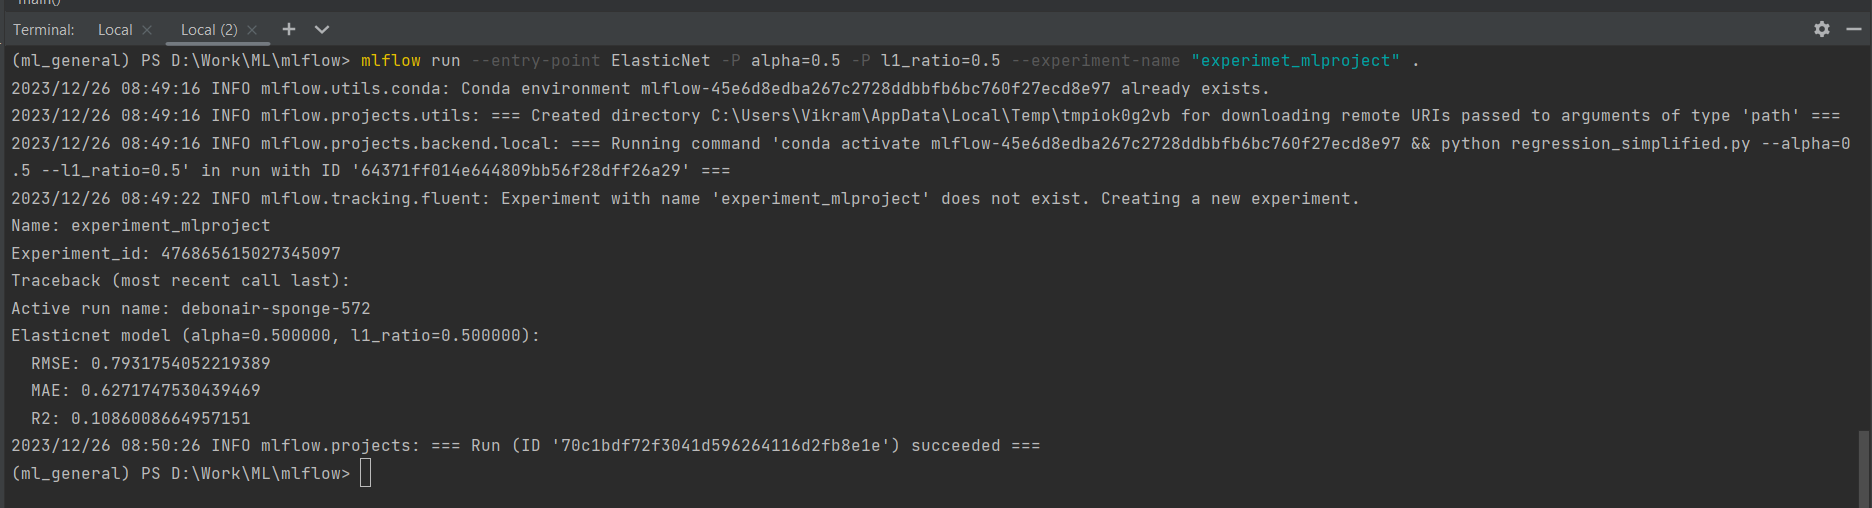 main()
Terminal: Local × Local (2) × +
(ml_general) PS D:\Work\ML\mlflow> mlflow run --entry-point ElasticNet -P alpha=0.5 -P l1_ratio=0.5 --experiment-name "experimet_mlproject" .
2023/12/26 08:49:16 INFO mlflow.utils.conda: Conda environment mlflow-45e6d8edba267c2728ddbbfb6bc760f27ecd8e97 already exists.
2023/12/26 08:49:16 INFO mlflow.projects.utils: === Created directory C:\Users\Vikram\AppData\Local\Temp\tmpiok0g2vb for downloading remote URIs passed to arguments of type 'path' ===
2023/12/26 08:49:16 INFO mlflow.projects.backend.local: === Running command 'conda activate mlflow-45e6d8edba267c2728ddbbfb6bc760f27ecd8e97 && python regression_simplified.py --alpha=0
.5 --l1_ratio=0.5' in run with ID '64371ff014e644809bb56f28dff26a29' ===
2023/12/26 08:49:22 INFO mlflow.tracking.fluent: Experiment with name 'experiment_mlproject' does not exist. Creating a new experiment.
Name: experiment_mlproject
Experiment_id: 476865615027345097
Traceback (most recent call last):
Active run name: debonair-sponge-572
Elasticnet model (alpha=0.500000, l1_ratio=0.500000):
  RMSE: 0.7931754052219389
  MAE: 0.6271747530439469
  R2: 0.1086008664957151
2023/12/26 08:50:26 INFO mlflow.projects: === Run (ID '70c1bdf72f3041d596264116d2fb8e1e') succeeded ===
(ml_general) PS D:\Work\ML\mlflow>